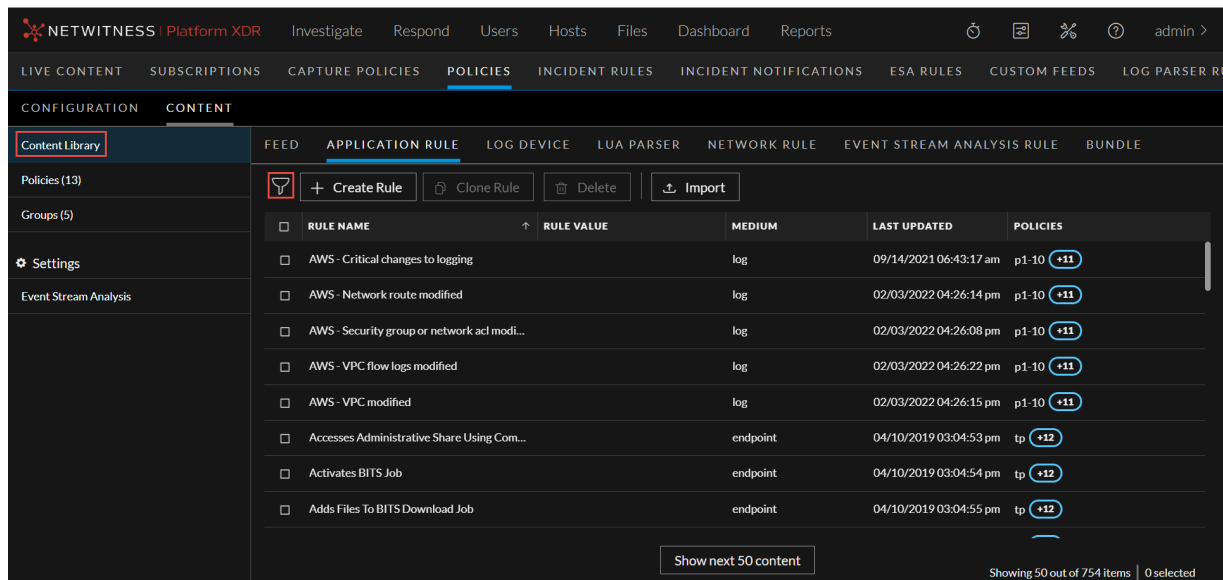 NETWITNESS | Platform XDR Investigate Respond Users Hosts Files Dashboard Reports admin >
LIVE CONTENT SUBSCRIPTIONS CAPTURE POLICIES POLICIES INCIDENT RULES INCIDENT NOTIFICATIONS ESA RULES CUSTOM FEEDS LOG PARSER RU
CONFIGURATION CONTENT
Content Library
Policies (13)
Groups (5)
Settings
Event Stream Analysis
FEED APPLICATION RULE LOG DEVICE LUA PARSER NETWORK RULE EVENT STREAM ANALYSIS RULE BUNDLE
+ Create Rule Clone Rule Delete Import
RULE NAME ↑ RULE VALUE MEDIUM LAST UPDATED POLICIES
AWS - Critical changes to logging log 09/14/2021 06:43:17 am p1-10 +11
AWS - Network route modified log 02/03/2022 04:26:14 pm p1-10 +11
AWS - Security group or network acl modi... log 02/03/2022 04:26:08 pm p1-10 +11
AWS - VPC flow logs modified log 02/03/2022 04:26:22 pm p1-10 +11
AWS - VPC modified log 02/03/2022 04:26:15 pm p1-10 +11
Accesses Administrative Share Using Com... endpoint 04/10/2019 03:04:53 pm tp +12
Activates BITS Job endpoint 04/10/2019 03:04:54 pm tp +12
Adds Files To BITS Download Job endpoint 04/10/2019 03:04:55 pm tp +12
Show next 50 content
Showing 50 out of 754 items | 0 selected